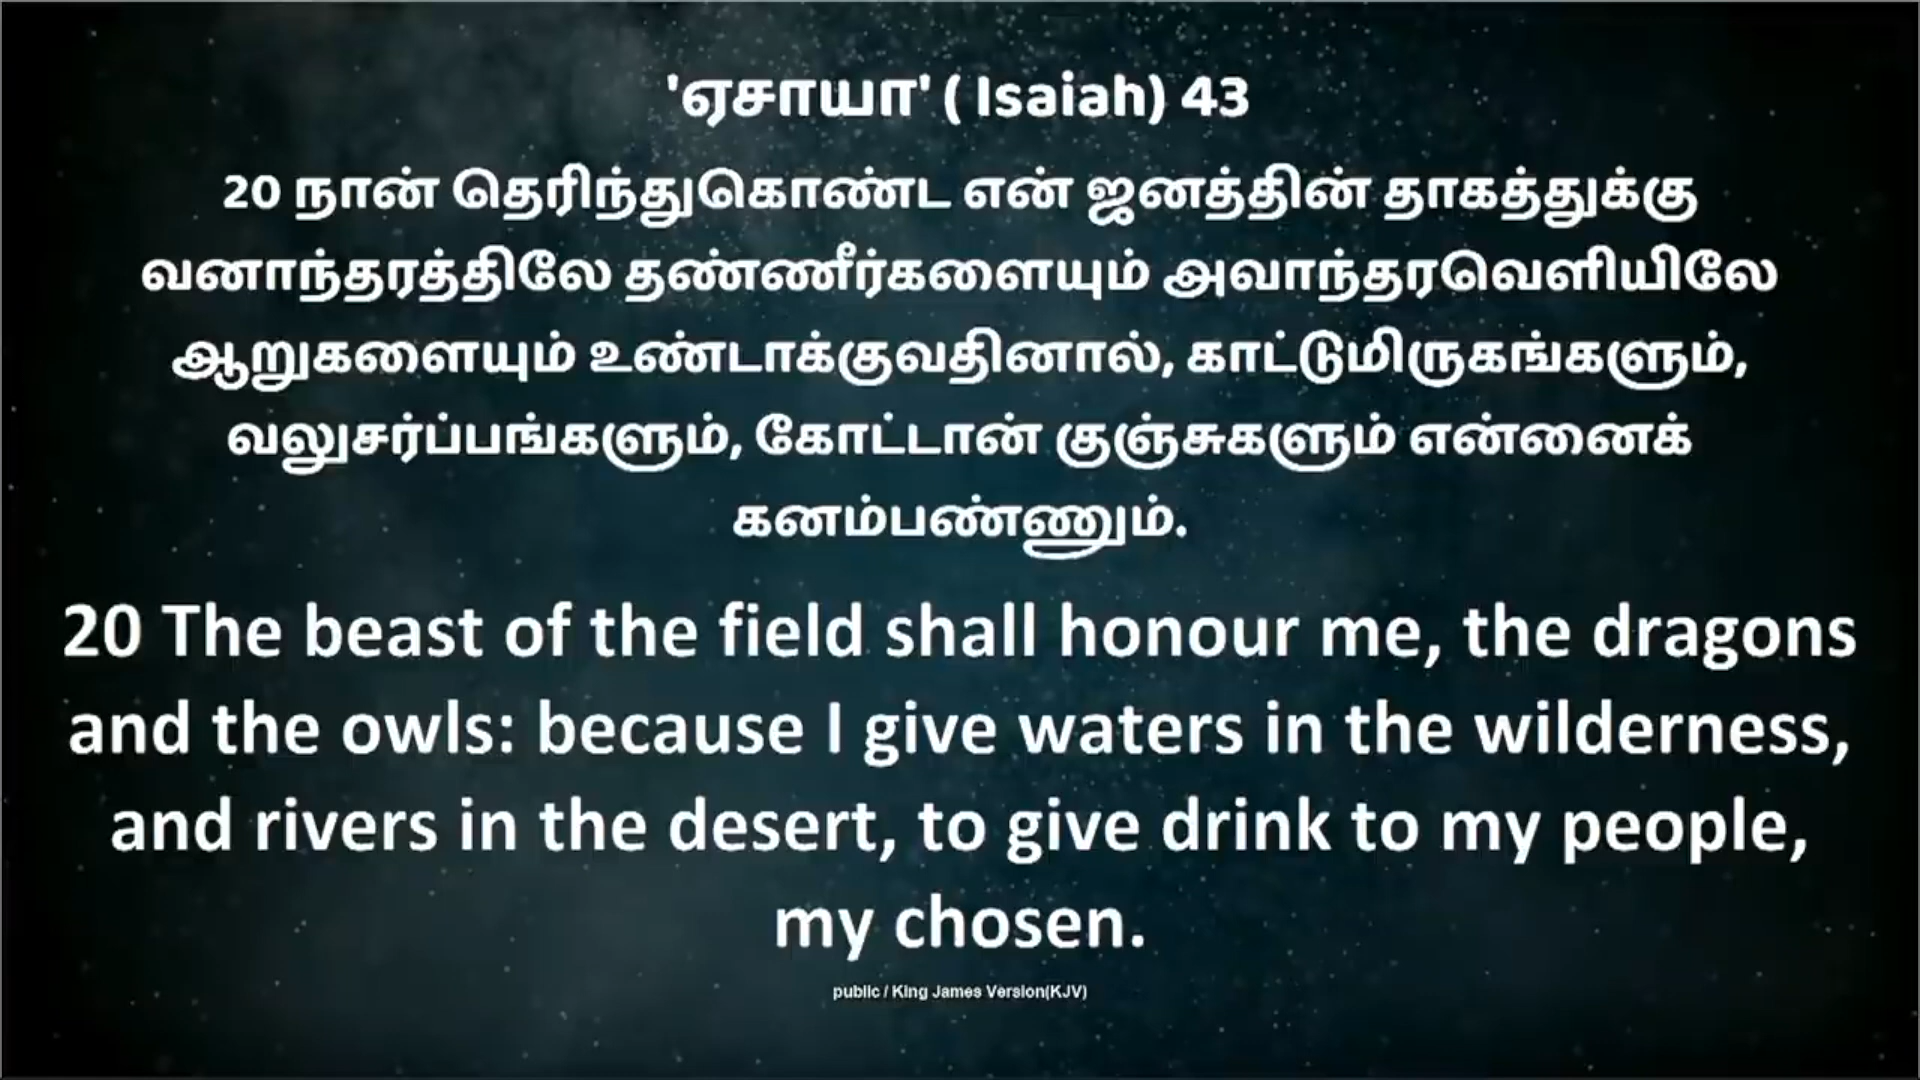 'ஏசாயா' ( Isaiah) 43
20 நான் தெரிந்துகொண்ட என் ஜனத்தின் தாகத்துக்கு
வனாந்தரத்திலே தண்ணீர்களையும் அவாந்தரவெளியிலே
ஆறுகளையும் உண்டாக்குவதினால், காட்டுமிருகங்களும்,
வலுசர்ப்பங்களும், கோட்டான் குஞ்சுகளும் என்னைக்
கனம்பண்ணும்.
20 The beast of the field shall honour me, the dragons
and the owls: because I give waters in the wilderness,
and rivers in the desert, to give drink to my people,
my chosen.
public / King James Version(KJV)